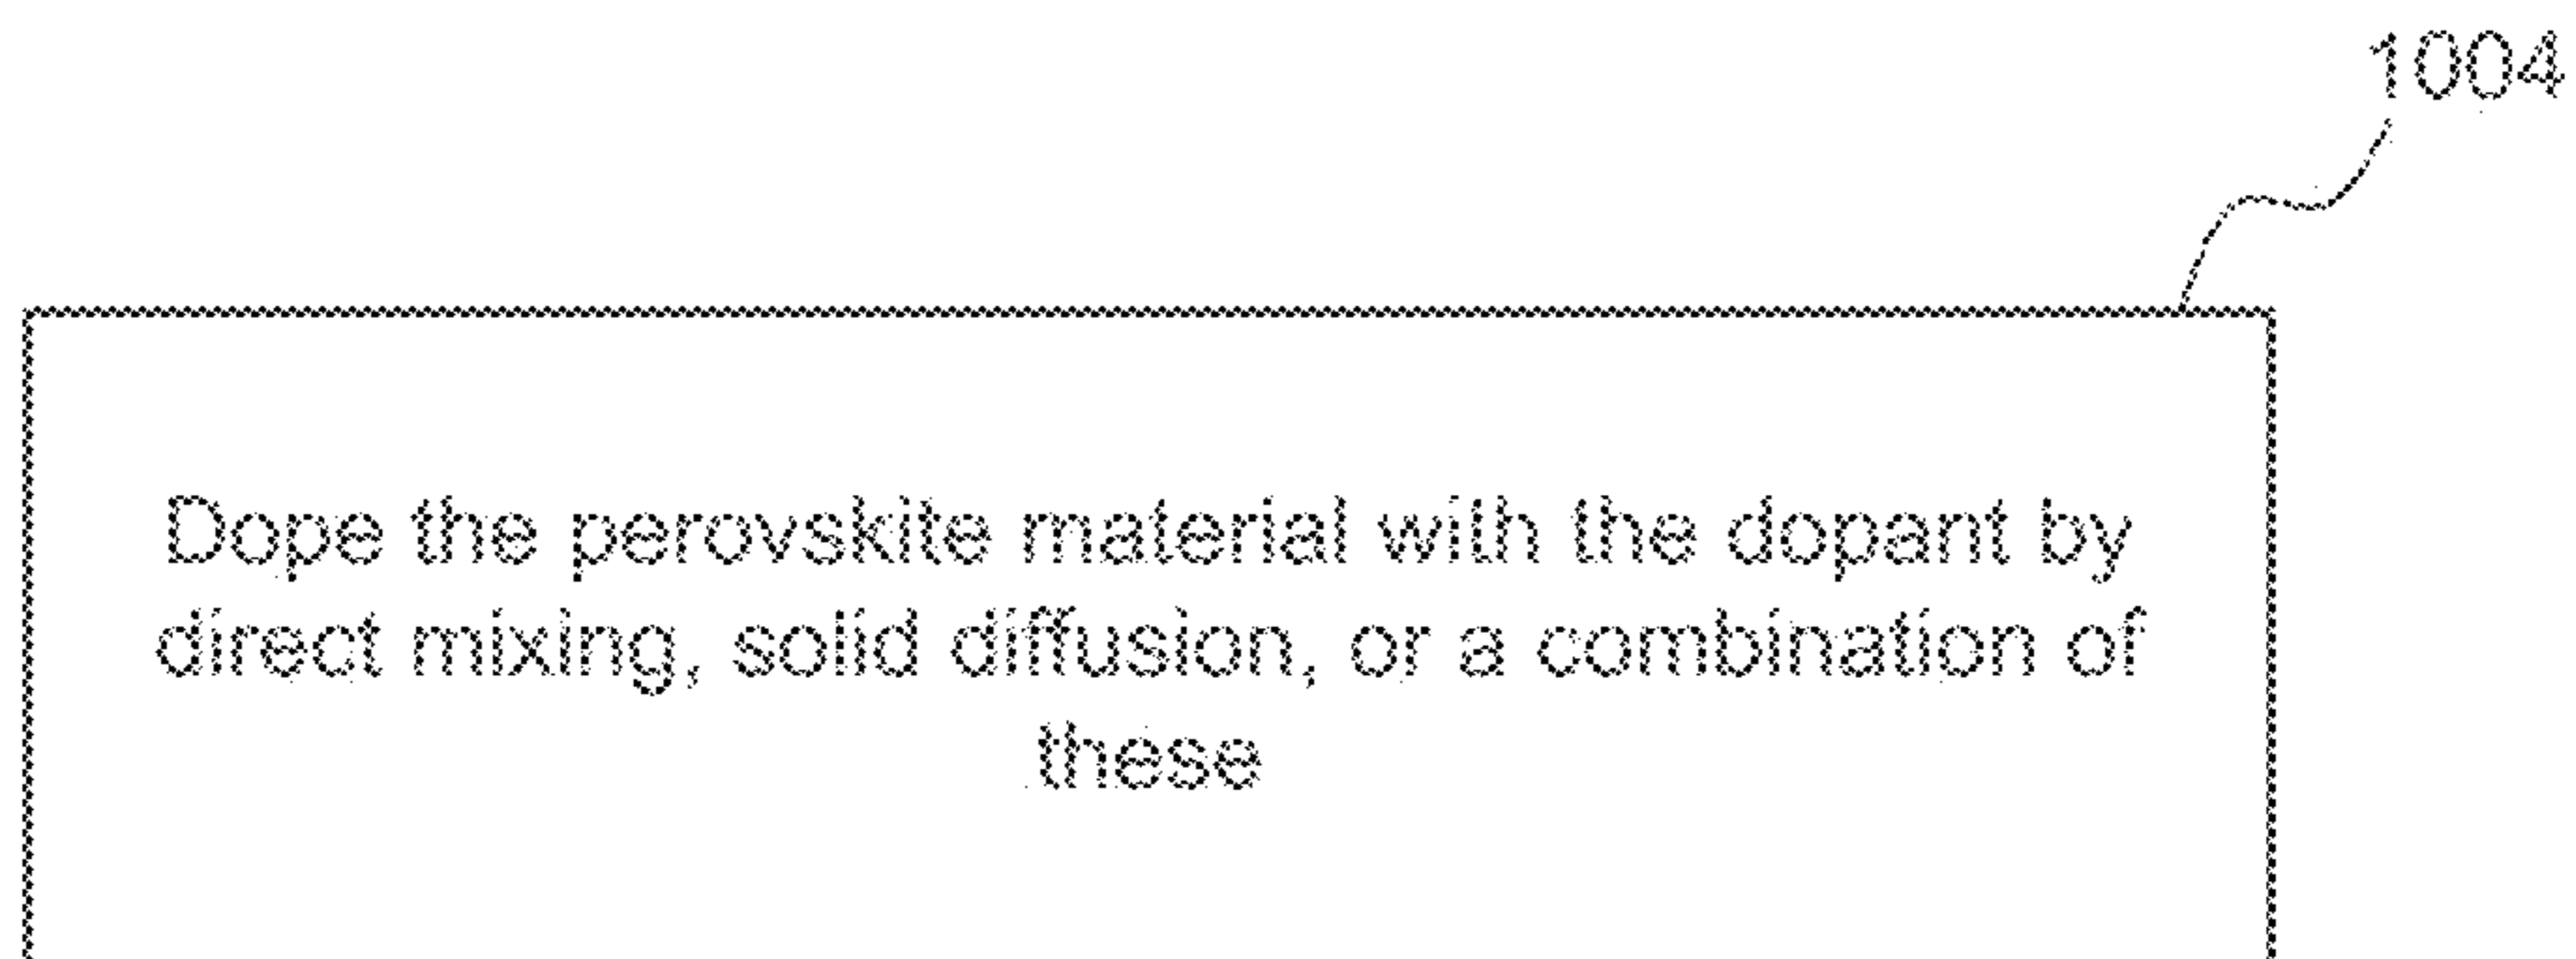 1004
Dope the perovskite material with the dopant by
direct mixing, solid diffusion, or a combination of
these